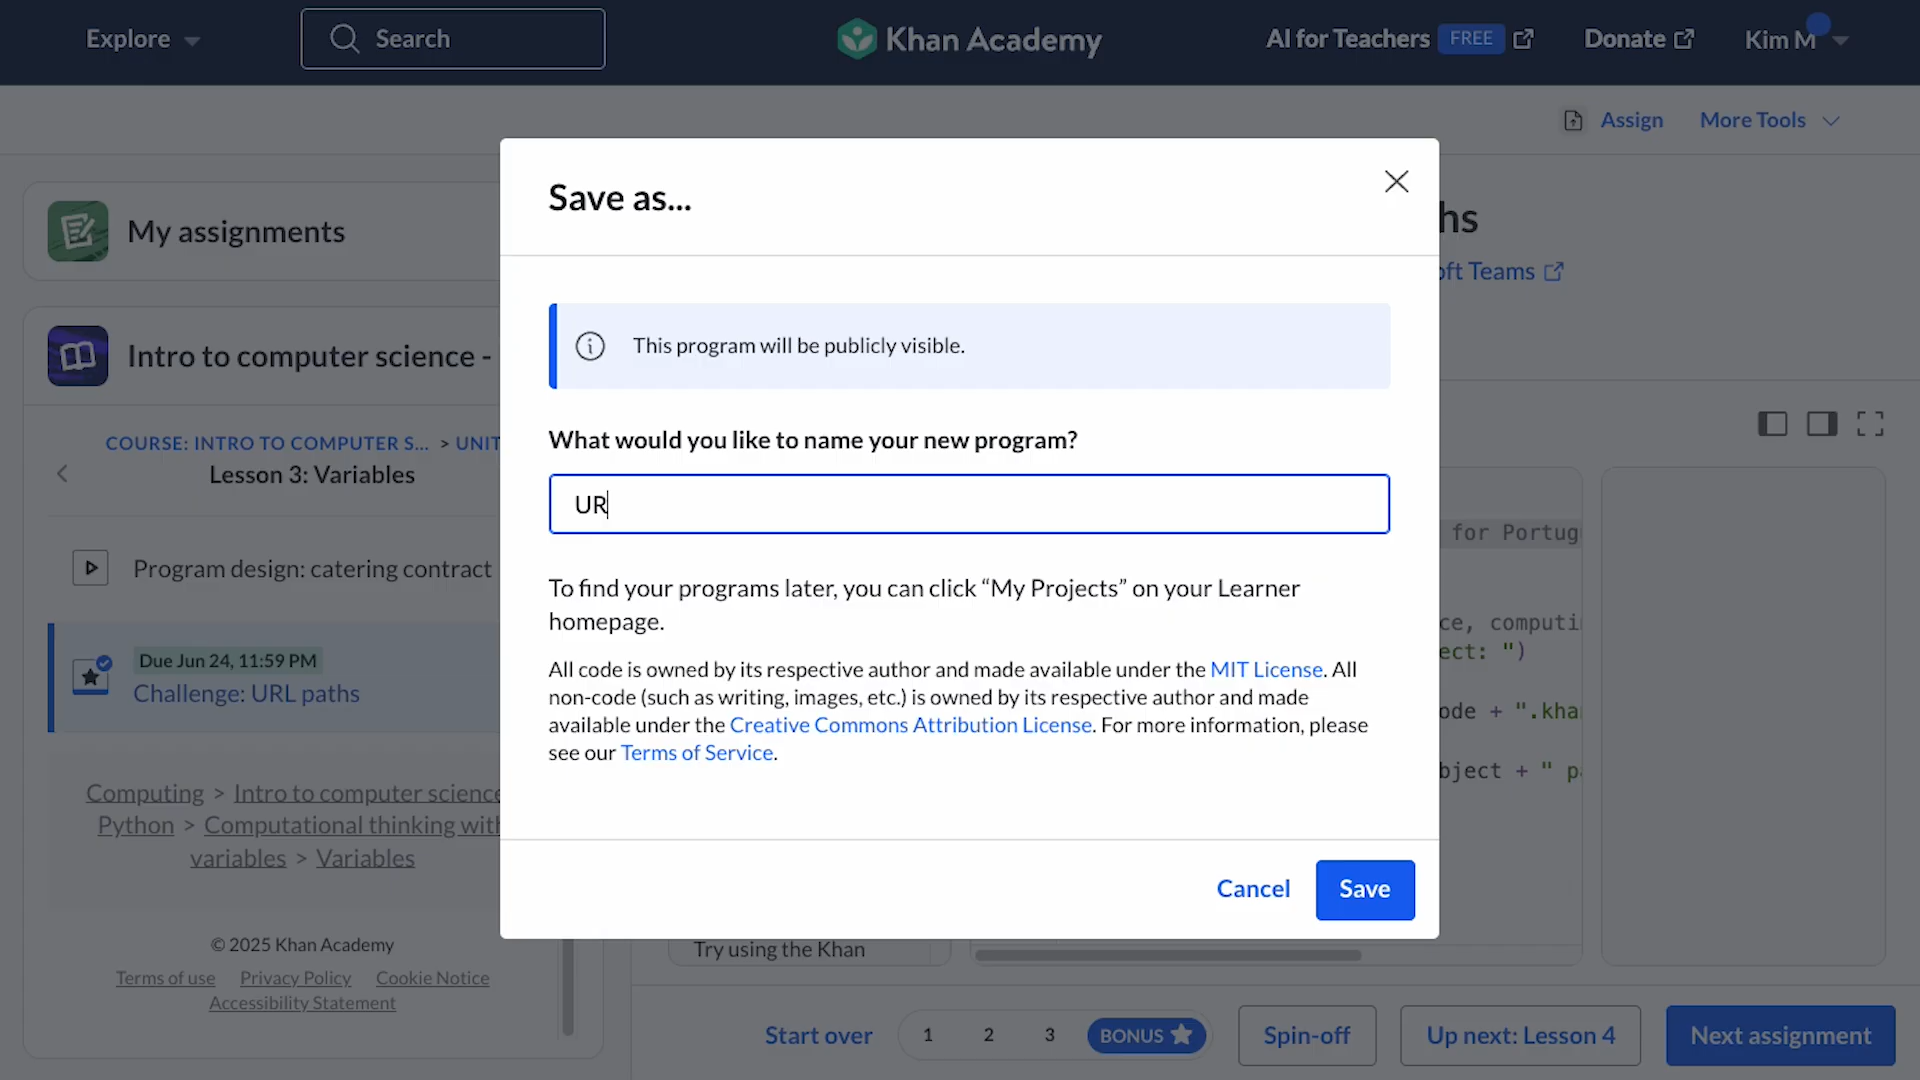 Explore
Search
Khan Academy
AI for Teachers FREE
Donate
Kim M
Assign
More Tools
My assignments
Intro to computer science -
COURSE: INTRO TO COMPUTER S... > UNIT
Lesson 3: Variables
Program design: catering contract
Due Jun 24, 11:59 PM
Challenge: URL paths
Computing > Intro to computer science
Python > Computational thinking with
variables > Variables
© 2025 Khan Academy
Terms of use Privacy Policy Cookie Notice
Accessibility Statement
Save as...
This program will be publicly visible.
What would you like to name your new program?
UR
To find your programs later, you can click “My Projects” on your Learner
homepage.
All code is owned by its respective author and made available under the MIT License. All
non-code (such as writing, images, etc.) is owned by its respective author and made
available under the Creative Commons Attribution License. For more information, please
see our Terms of Service.
Cancel
Save
hs
oft Teams
for Portug
ce, computi
ect: ")
ode + ".kha
bject + " pa
Try using the Khan
Start over
1 2 3 BONUS
Spin-off
Up next: Lesson 4
Next assignment